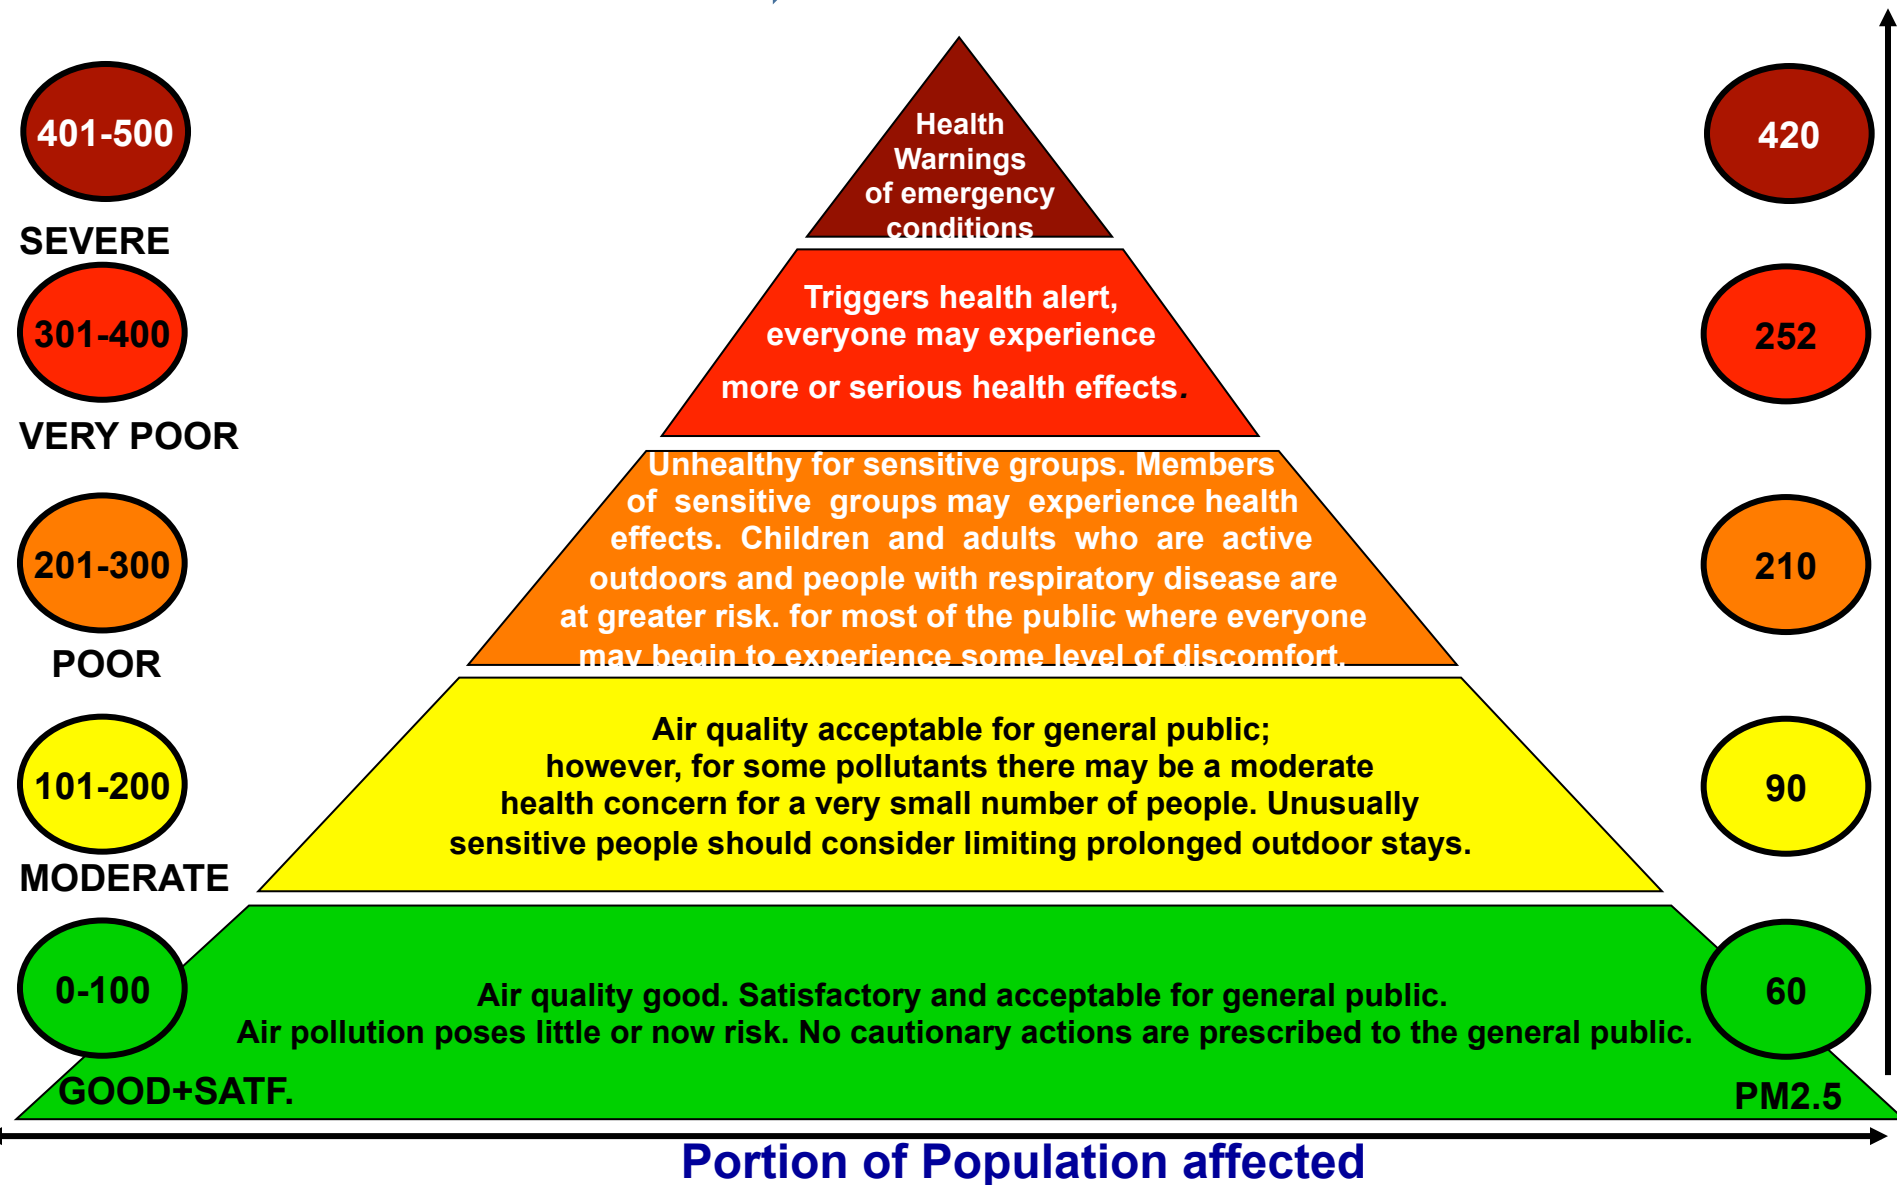 401-500
Health
Warnings
of emergency
conditions
420
SEVERE
301-400
Triggers health alert,
everyone may experience
more or serious health effects.
252
VERY POOR
201-300
Unhealthy for sensitive groups. Members
of sensitive groups may experience health
effects. Children and adults who are active
outdoors and people with respiratory disease are
at greater risk. for most of the public where everyone
may begin to experience some level of discomfort.
210
POOR
101-200
Air quality acceptable for general public;
however, for some pollutants there may be a moderate
health concern for a very small number of people. Unusually
sensitive people should consider limiting prolonged outdoor stays.
90
MODERATE
0-100
Air quality good. Satisfactory and acceptable for general public.
Air pollution poses little or now risk. No cautionary actions are prescribed to the general public.
60
GOOD+SATF.
PM2.5
Portion of Population affected